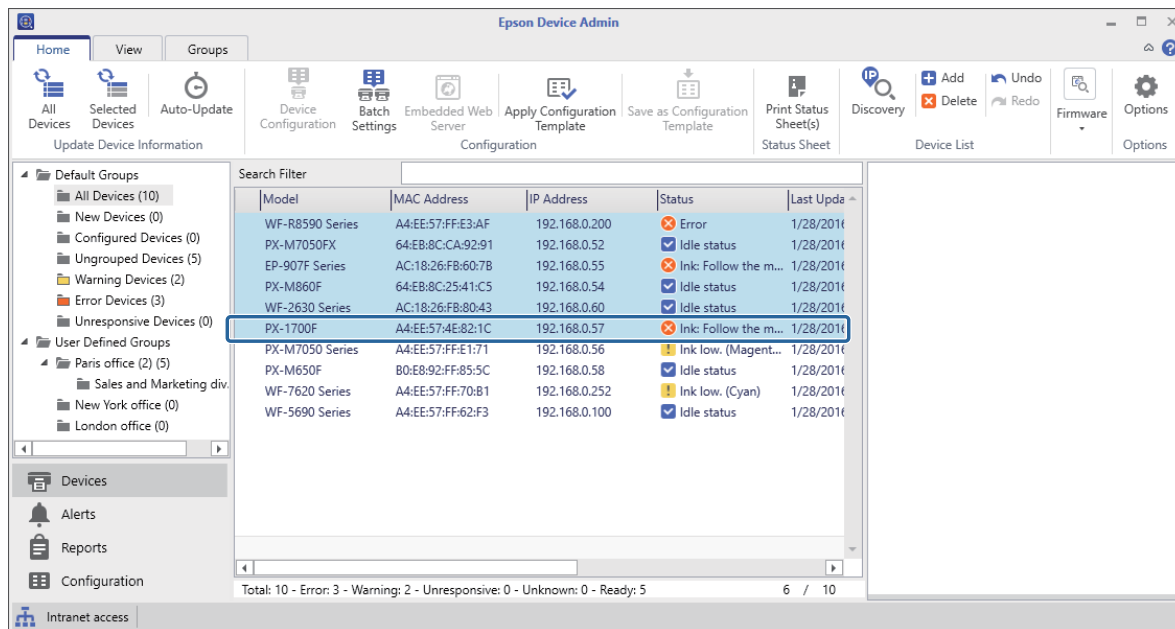 Epson Device Admin
Home View Groups
All Devices
Selected Devices
Auto-Update
Update Device Information
Device Configuration
Batch Settings
Embedded Web Server
Apply Configuration Template
Save as Configuration Template
Configuration
Print Status Sheet(s)
Status Sheet
IP
Discovery
Add
Delete
Undo
Redo
Device List
Firmware
Options
Options
Default Groups
All Devices (10)
New Devices (0)
Configured Devices (0)
Ungrouped Devices (5)
Warning Devices (2)
Error Devices (3)
Unresponsive Devices (0)
User Defined Groups
Paris office (2) (5)
Sales and Marketing div.
New York office (0)
London office (0)
Devices
Alerts
Reports
Configuration
Search Filter
Model MAC Address IP Address Status Last Upda
WF-R8590 Series A4:EE:57:FF:E3:AF 192.168.0.200 Error 1/28/2016
PX-M7050FX 64:EB:8C:CA:92:91 192.168.0.52 Idle status 1/28/2016
EP-907F Series AC:18:26:FB:60:7B 192.168.0.55 Ink: Follow the m... 1/28/2016
PX-M860F 64:EB:8C:25:41:C5 192.168.0.54 Idle status 1/28/2016
WF-2630 Series AC:18:26:FB:80:43 192.168.0.60 Idle status 1/28/2016
PX-1700F A4:EE:57:4E:82:1C 192.168.0.57 Ink: Follow the m... 1/28/2016
PX-M7050 Series A4:EE:57:FF:E1:71 192.168.0.56 Ink low. (Magent... 1/28/2016
PX-M650F B0:E8:92:FF:85:5C 192.168.0.58 Idle status 1/28/2016
WF-7620 Series A4:EE:57:FF:70:B1 192.168.0.252 Ink low. (Cyan) 1/28/2016
WF-5690 Series A4:EE:57:FF:62:F3 192.168.0.100 Idle status 1/28/2016
Total: 10 - Error: 3 - Warning: 2 - Unresponsive: 0 - Unknown: 0 - Ready: 5 6 / 10
Intranet access